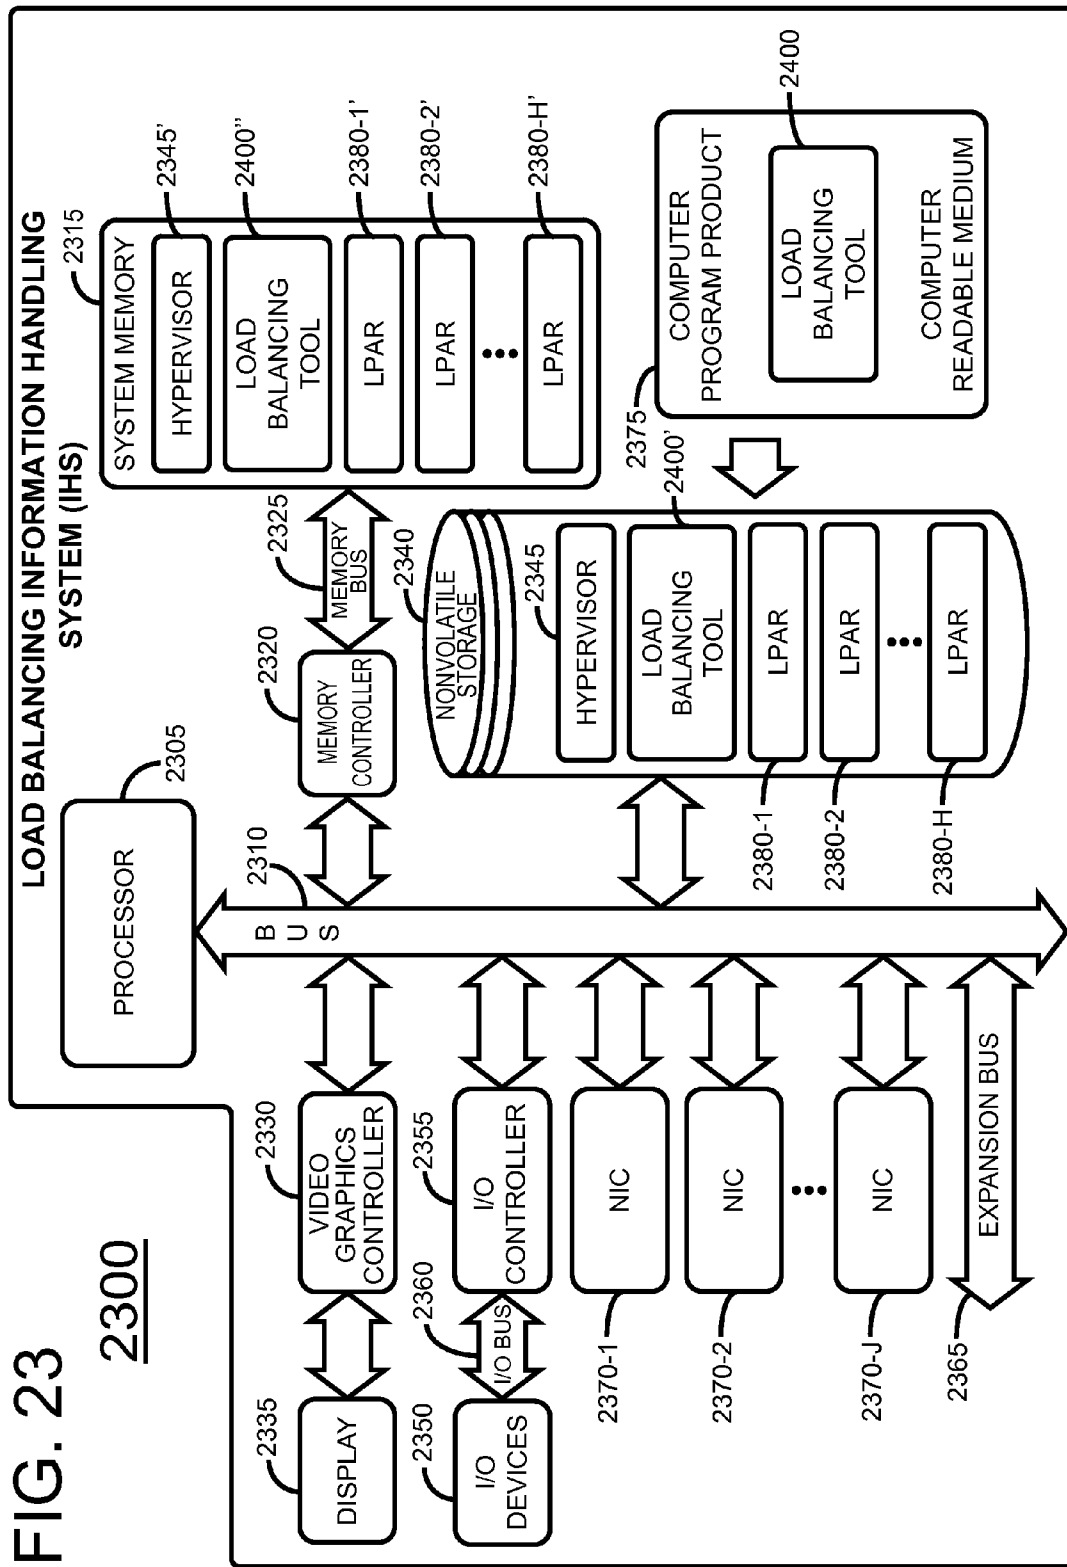 FIG. 23
2300
LOAD BALANCING INFORMATION HANDLING
SYSTEM (IHS)
PROCESSOR
2305
2310
B
U
S
2335
DISPLAY
2330
VIDEO
GRAPHICS
CONTROLLER
2320
MEMORY
CONTROLLER
2325
MEMORY
BUS
2315
SYSTEM MEMORY
HYPERVISOR
2345'
LOAD
BALANCING
TOOL
2400''
LPAR
2380-1'
LPAR
2380-2'
LPAR
2380-H'
2350
I/O
DEVICES
2360
I/O BUS
2355
I/O
CONTROLLER
2340
NONVOLATILE
STORAGE
2345
HYPERVISOR
2400'
LOAD
BALANCING
TOOL
LPAR
2380-1
LPAR
2380-2
LPAR
2380-H
2375
COMPUTER
PROGRAM PRODUCT
LOAD
BALANCING
TOOL
2400
COMPUTER
READABLE MEDIUM
NIC
2370-1
NIC
2370-2
NIC
2370-J
EXPANSION BUS
2365